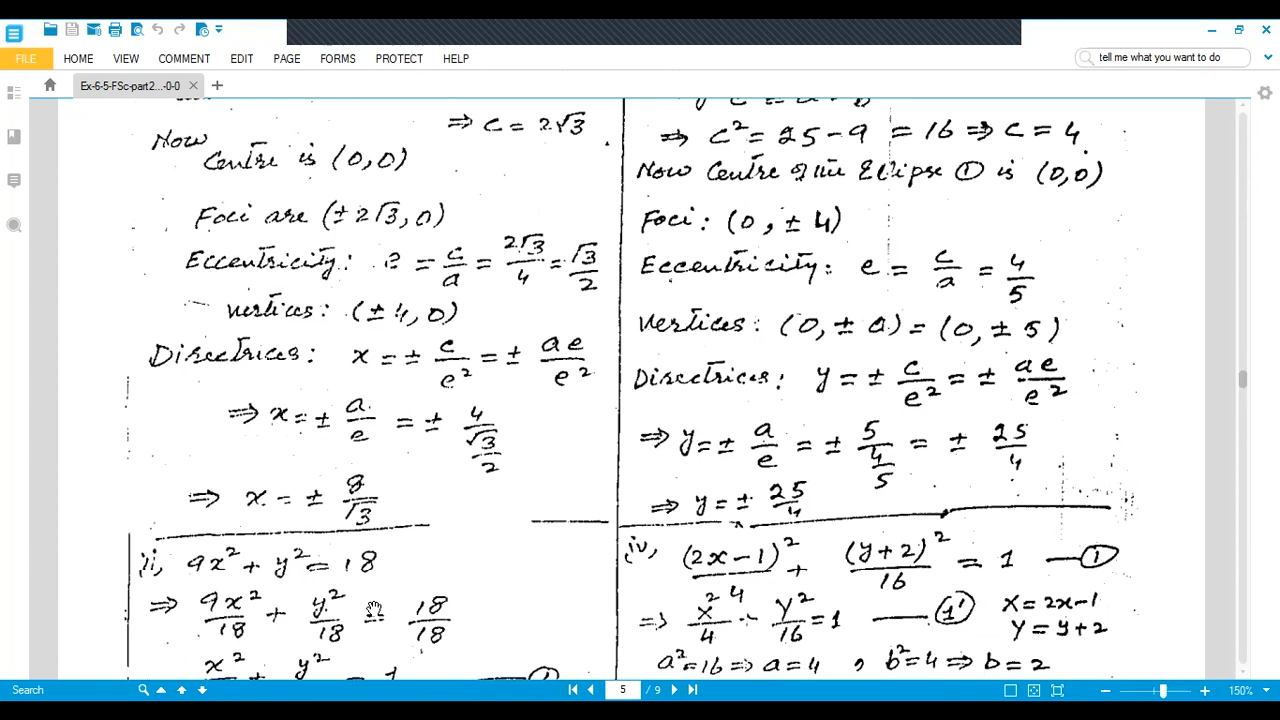 FILE HOME VIEW COMMENT EDIT PAGE FORMS PROTECT HELP
tell me what you want to do
Ex-6-5-FSc-part2...-0-0
⇒ c = 2√3
Now
Centre is (0,0)
Foci are (±2√3, 0)
Eccentricity: e = c/a = 2√3/4 = √3/2
vertices: (±4, 0)
Directrices: x = ± c/e² = ± ae/e²
⇒ x = ± a/e = ± 4/(√3/2)
⇒ x = ± 8/√3
ii, 9x² + y² = 18
⇒ 9x²/18 + y²/18 = 18/18
⇒ c² = 25 - 9 = 16 ⇒ c = 4.
Now Centre of the Ellipse ① is (0,0)
Foci: (0, ± 4)
Eccentricity: e = c/a = 4/5
Vertices: (0, ± a) = (0, ± 5)
Directrices: y = ± c/e² = ± ae/e²
⇒ y = ± a/e = ± 5/(4/5) = ± 25/4
⇒ y = ± 25/4
iv, (2x-1)²/4 + (y+2)²/16 = 1 —①
⇒ X²/4 + Y²/16 = 1 —①' X = 2x-1
Y = y+2
a² = 16 ⇒ a = 4 , b² = 4 ⇒ b = 2
Search
5 / 9
150%